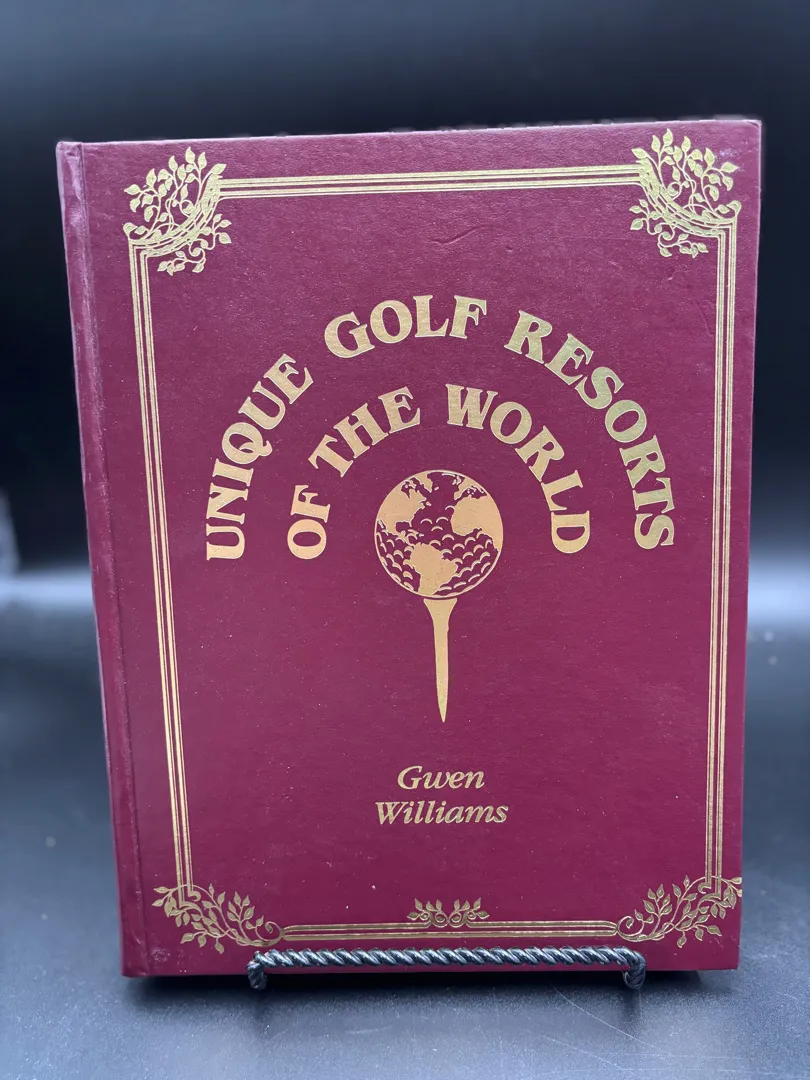 UNIQUE GOLF RESORTS
OF THE WORLD
Gwen
Williams